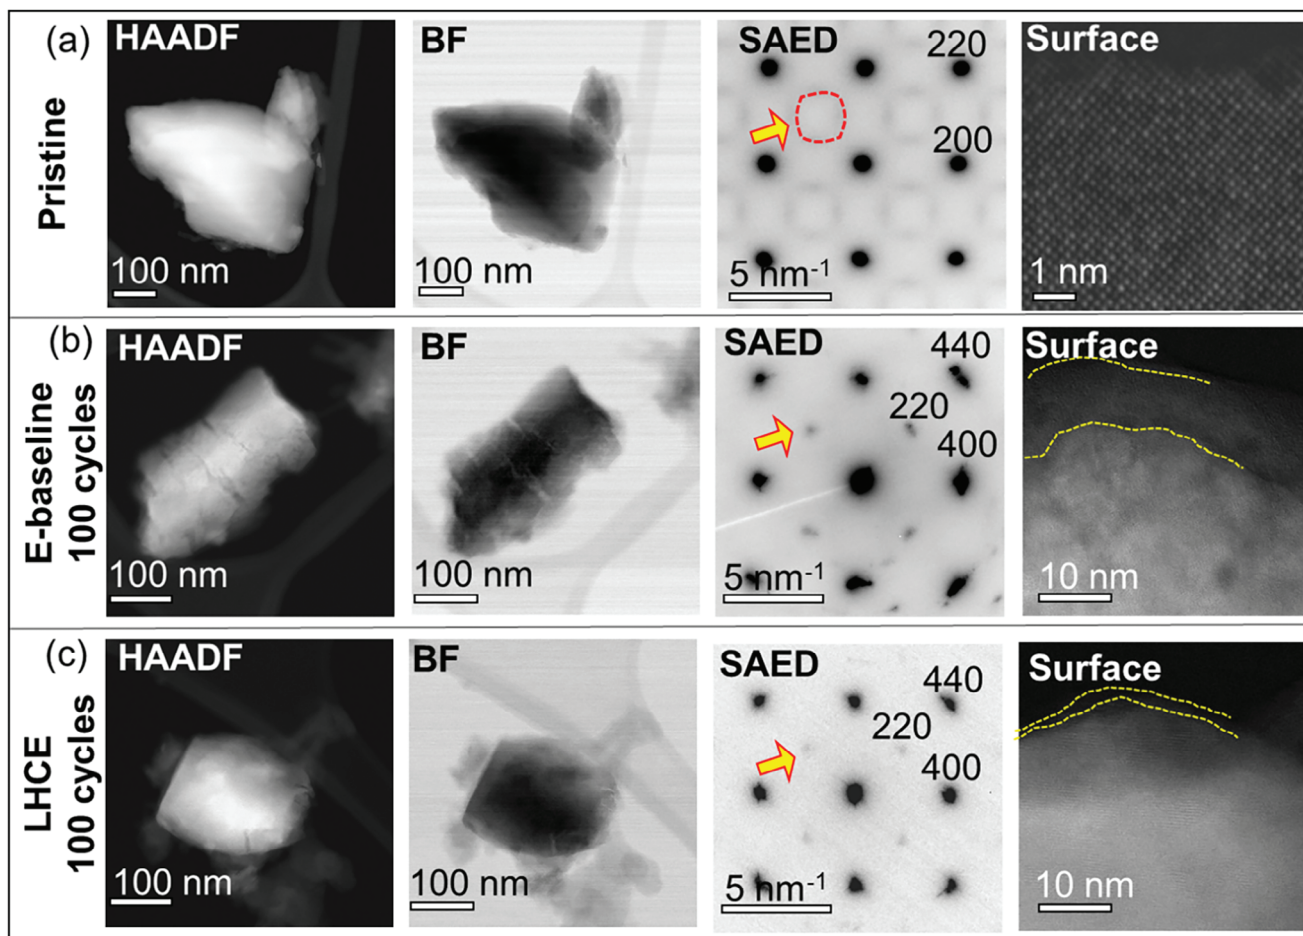 (a)
Pristine
HAADF
100 nm
BF
100 nm
SAED
220
200
5 nm⁻¹
Surface
1 nm
(b)
E-baseline
100 cycles
HAADF
100 nm
BF
100 nm
SAED
440
220
400
5 nm⁻¹
Surface
10 nm
(c)
LHCE
100 cycles
HAADF
100 nm
BF
100 nm
SAED
440
220
400
5 nm⁻¹
Surface
10 nm